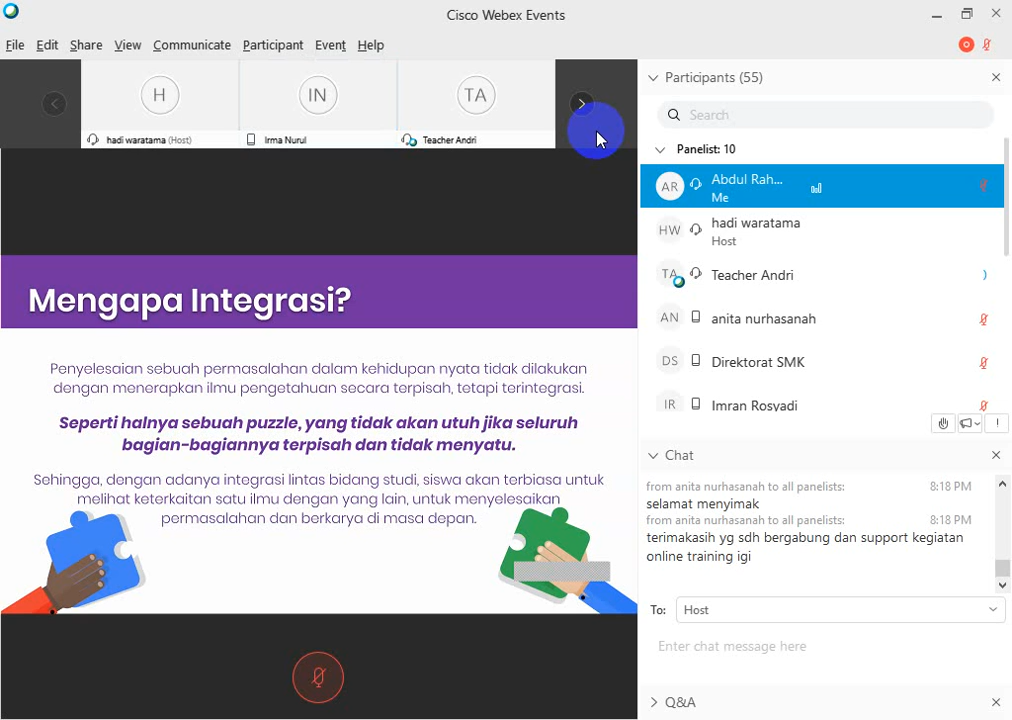 Cisco Webex Events
File Edit Share View Communicate Participant Event Help
H
IN
TA
hadi waratama (Host)
Irma Nurul
Teacher Andri
Mengapa Integrasi?
Penyelesaian sebuah permasalahan dalam kehidupan nyata tidak dilakukan
dengan menerapkan ilmu pengetahuan secara terpisah, tetapi terintegrasi.
Seperti halnya sebuah puzzle, yang tidak akan utuh jika seluruh
bagian-bagiannya terpisah dan tidak menyatu.
Sehingga, dengan adanya integrasi lintas bidang studi, siswa akan terbiasa untuk
melihat keterkaitan satu ilmu dengan yang lain, untuk menyelesaikan
permasalahan dan berkarya di masa depan.
Participants (55)
Search
Panelist: 10
AR
Abdul Rah...
Me
HW
hadi waratama
Host
TA
Teacher Andri
AN
anita nurhasanah
DS
Direktorat SMK
IR
Imran Rosyadi
Chat
from anita nurhasanah to all panelists: 8:18 PM
selamat menyimak
from anita nurhasanah to all panelists: 8:18 PM
terimakasih yg sdh bergabung dan support kegiatan
online training igi
To: Host
Enter chat message here
Q&A